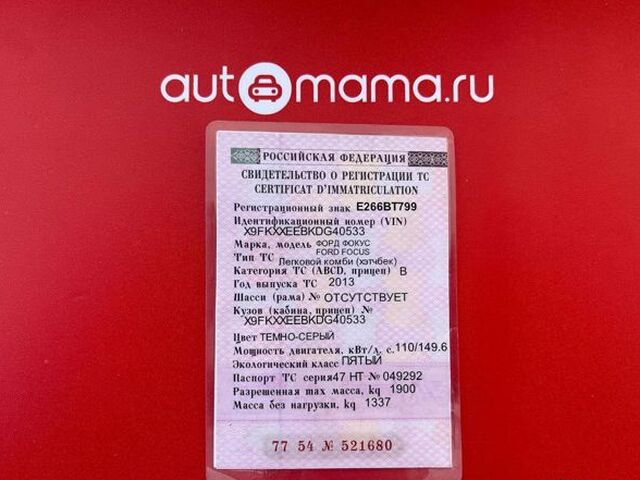 automama.ru
РОССИЙСКАЯ ФЕДЕРАЦИЯ
СВИДЕТЕЛЬСТВО О РЕГИСТРАЦИИ ТС
CERTIFICAT D'IMMATRICULATION
Регистрационный знак E266BT799
Идентификационный номер (VIN)
X9FKXXEEBKDG40533
Марка, модель ФОРД ФОКУС
FORD FOCUS
Тип ТС Легковой комби (хэтчбек)
Категория ТС (ABCD, прицеп) B
Год выпуска ТС 2013
Шасси (рама) № ОТСУТСТВУЕТ
Кузов (кабина, прицеп) №
X9FKXXEEBKDG40533
Цвет ТЕМНО-СЕРЫЙ
Мощность двигателя, кВт/л. с. 110/149.6
Экологический класс ПЯТЫЙ
Паспорт ТС серия 47 НТ № 049292
Разрешенная max масса, kg 1900
Масса без нагрузки, kg 1337
77 54 № 521680